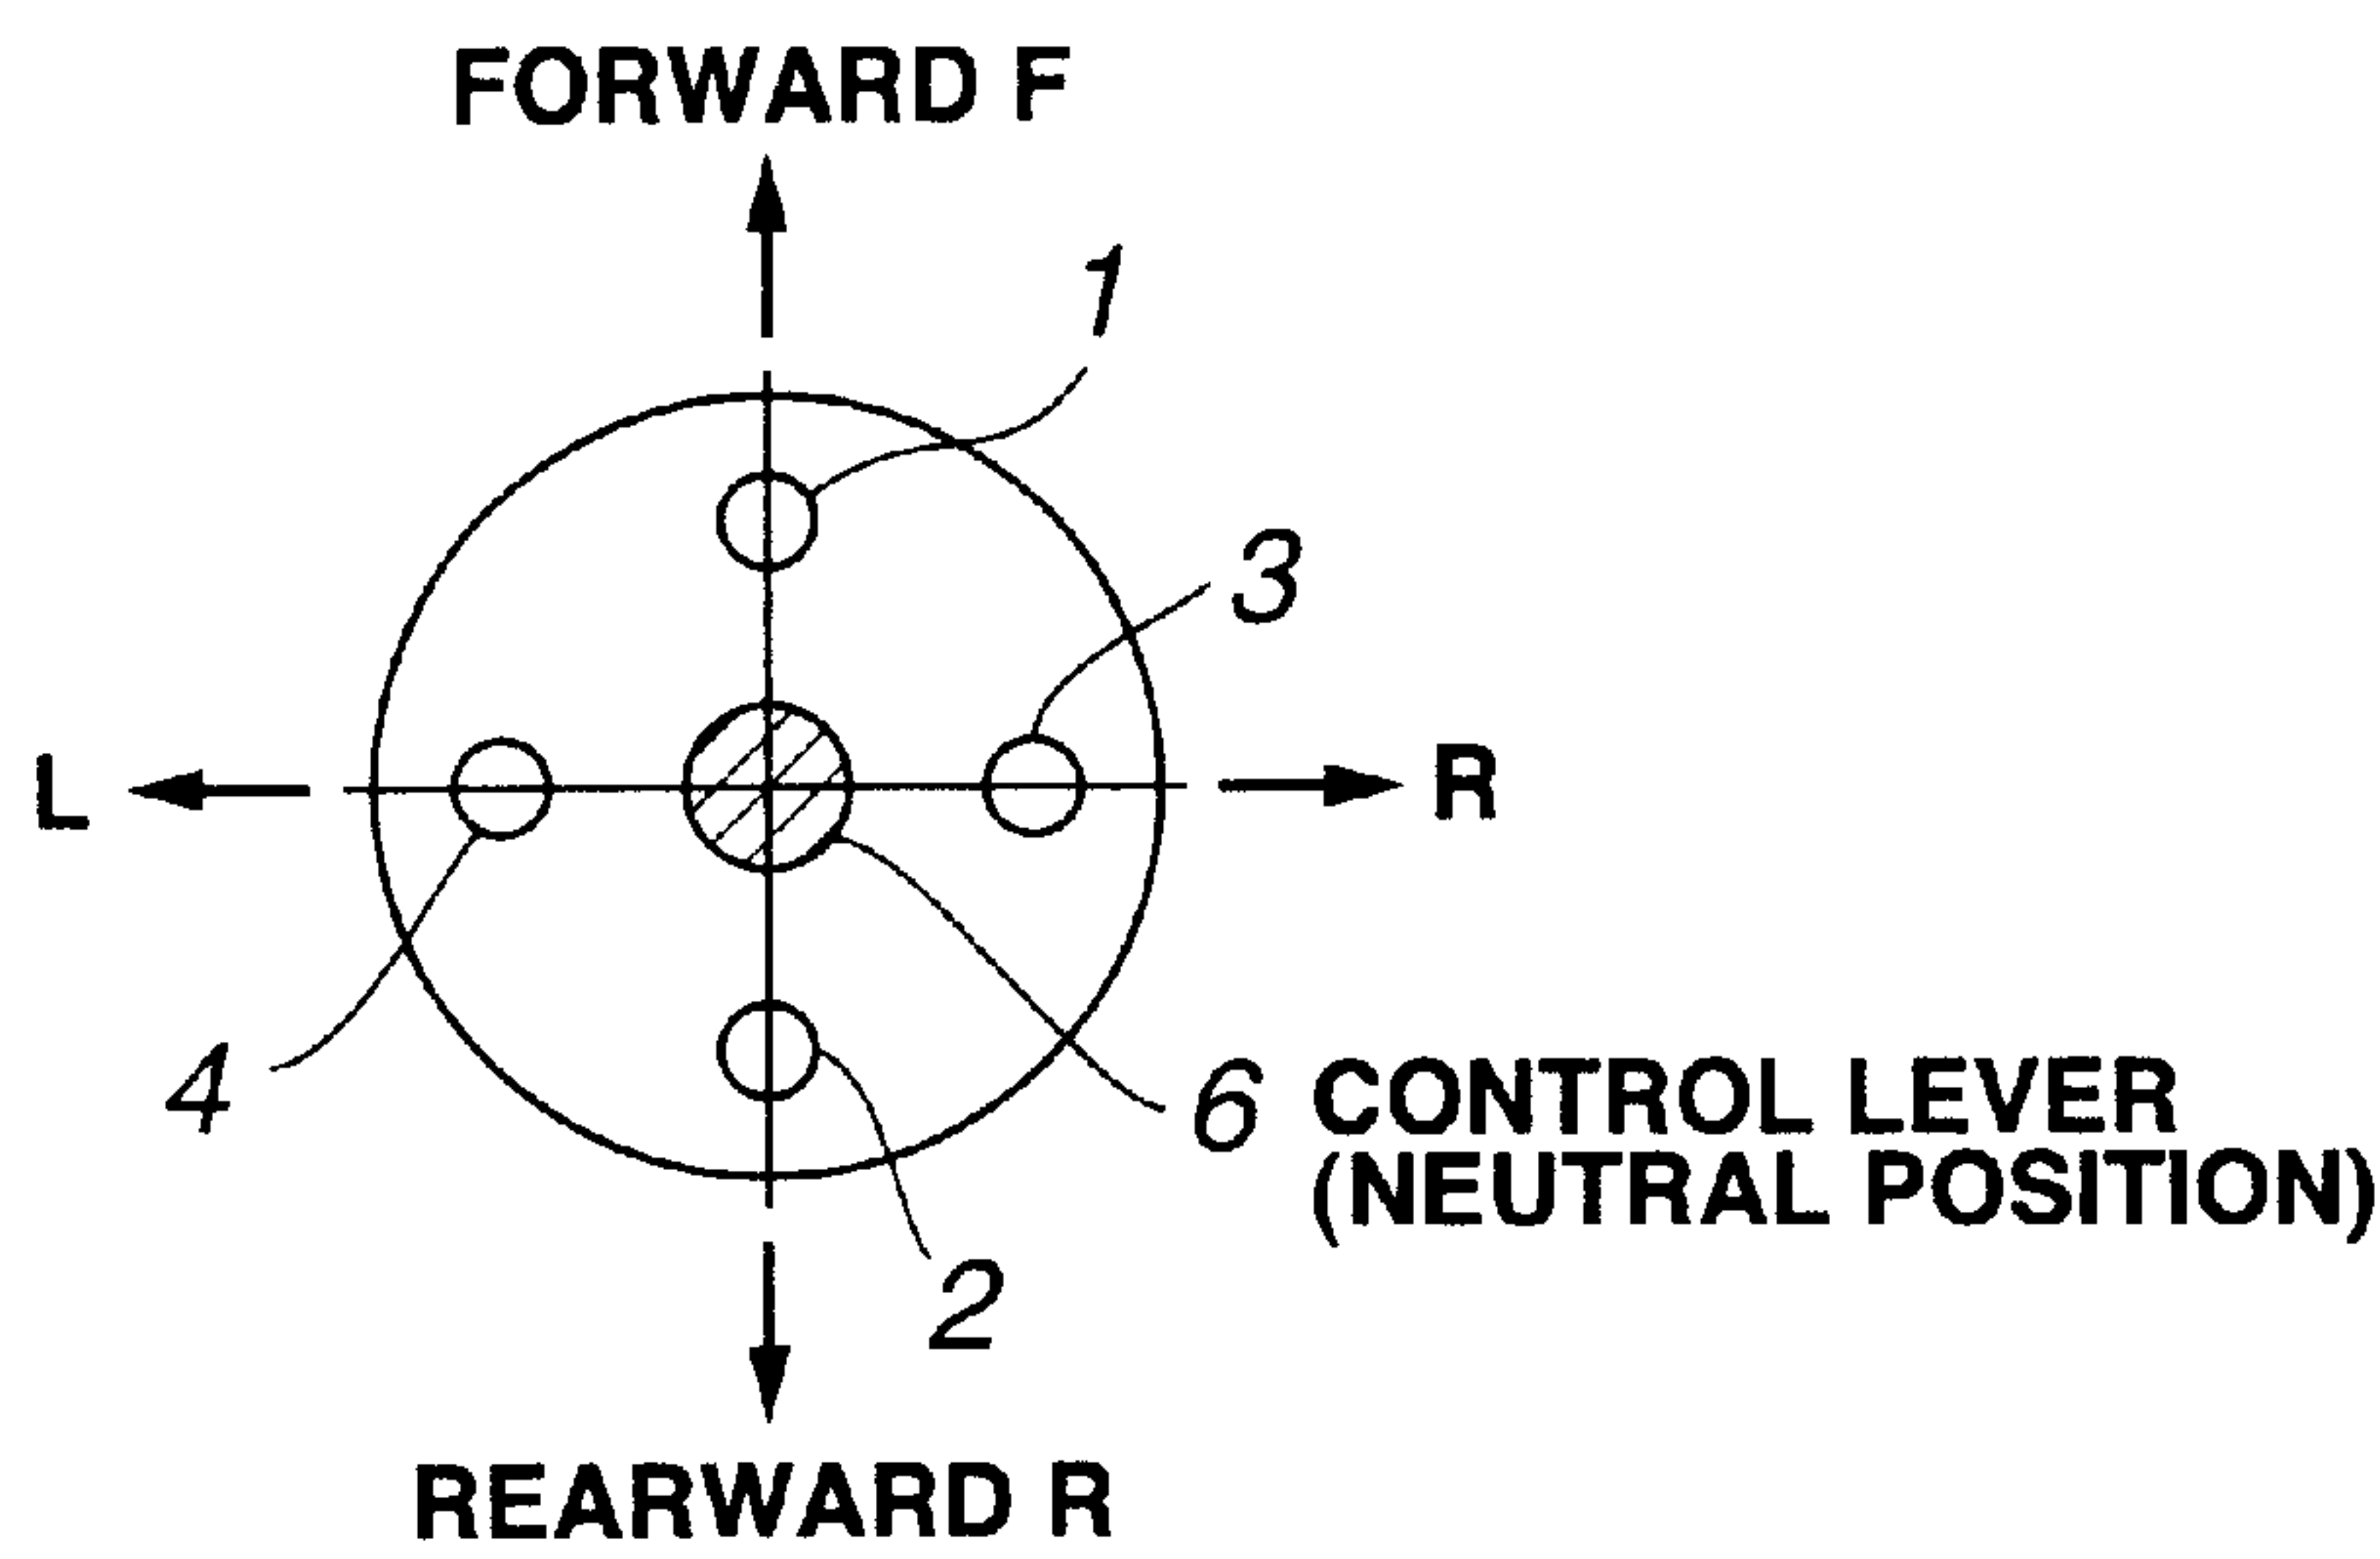 FORWARD F
1
3
L
R
4
6 CONTROL LEVER
(NEUTRAL POSITION)
2
REARWARD R